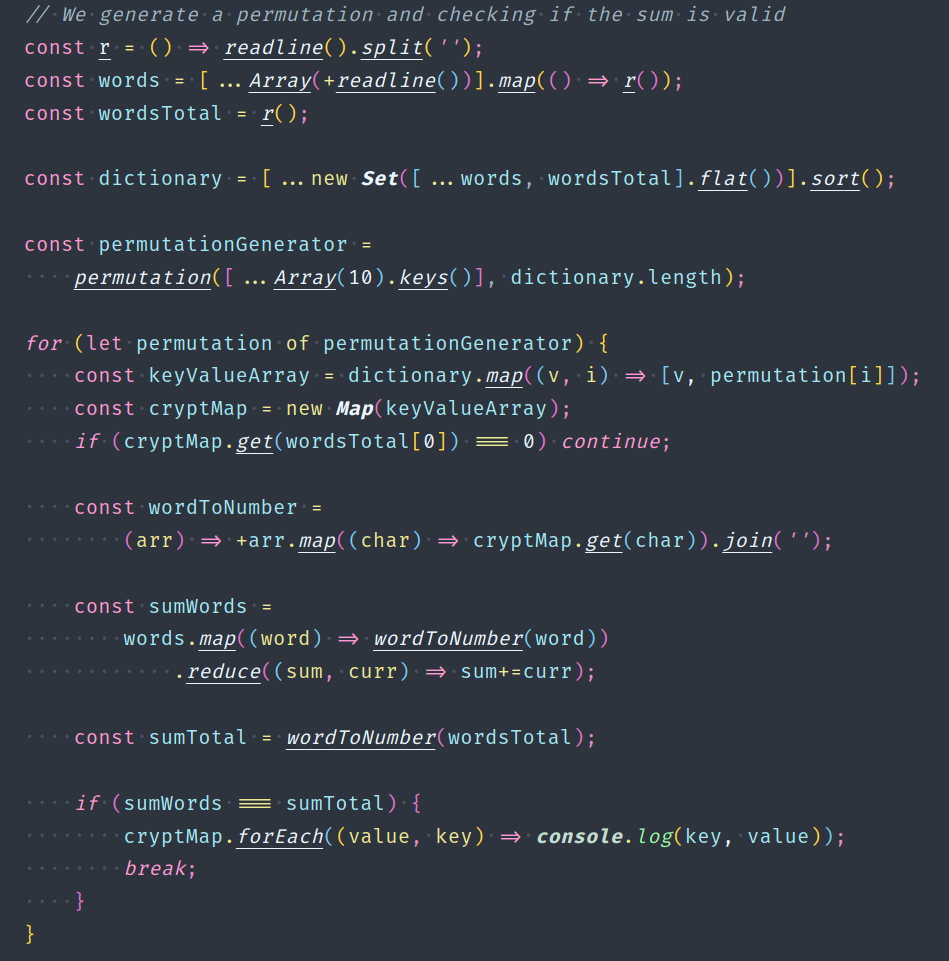 // We generate a permutation and checking if the sum is valid
const r = () => readline().split('');
const words = [...Array(+readline())].map(() => r());
const wordsTotal = r();

const dictionary = [...new Set([...words, wordsTotal].flat())].sort();

const permutationGenerator =
    permutation([...Array(10).keys()], dictionary.length);

for (let permutation of permutationGenerator) {
    const keyValueArray = dictionary.map((v, i) => [v, permutation[i]]);
    const cryptMap = new Map(keyValueArray);
    if (cryptMap.get(wordsTotal[0]) === 0) continue;

    const wordToNumber =
        (arr) => +arr.map((char) => cryptMap.get(char)).join('');

    const sumWords =
        words.map((word) => wordToNumber(word))
            .reduce((sum, curr) => sum+=curr);

    const sumTotal = wordToNumber(wordsTotal);

    if (sumWords === sumTotal) {
        cryptMap.forEach((value, key) => console.log(key, value));
        break;
    }
}